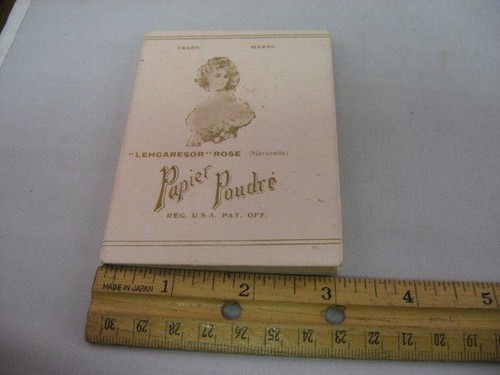 TRADE MARK
"LENGARESOR" ROSE (Naturelle)
Papier Poudré
REG. U.S.A. PAT. OFF.
MADE IN JAPAN 1 2 3 4 5
30 29 28 27 26 25 24 23 22 21 20 19